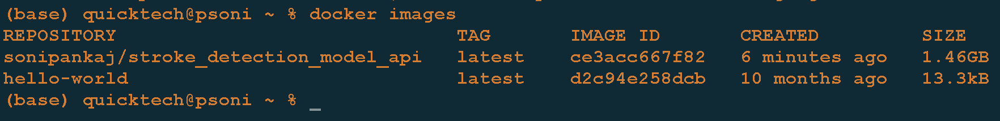 (base) quicktech@psoni ~ % docker images
REPOSITORY TAG IMAGE ID CREATED SIZE
sonipankaj/stroke_detection_model_api latest ce3acc667f82 6 minutes ago 1.46GB
hello-world latest d2c94e258dcb 10 months ago 13.3kB
(base) quicktech@psoni ~ % _